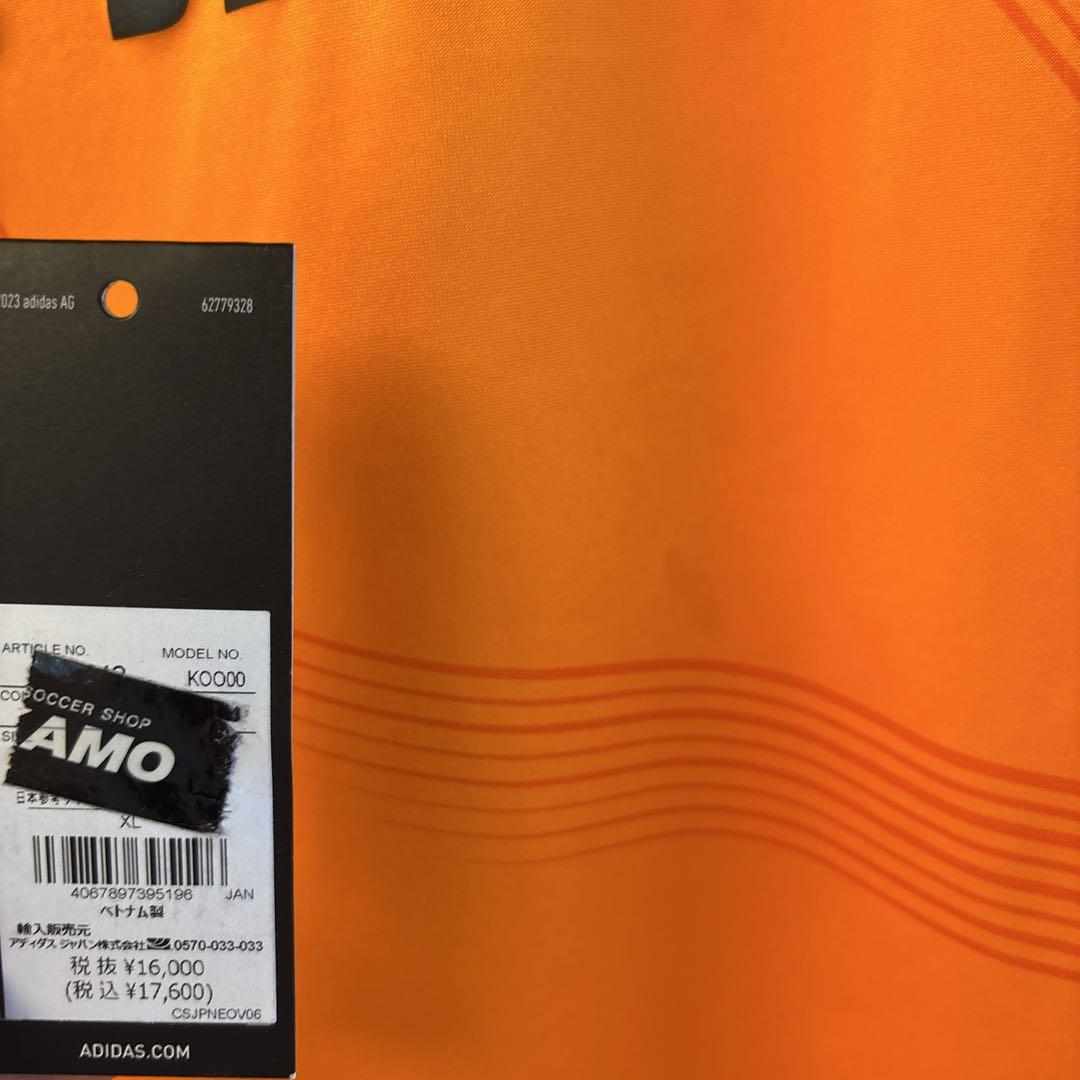 2023 adidas AG
62779328
ARTICLE NO.
MODEL NO.
KOO00
SOCCER SHOP
AMO
XL
4067897395196
JAN
ベトナム製
輸入販売元
アディダス ジャパン株式会社 0570-033-033
税抜 ¥16,000
(税込 ¥17,600)
CSJPNEOV06
ADIDAS.COM